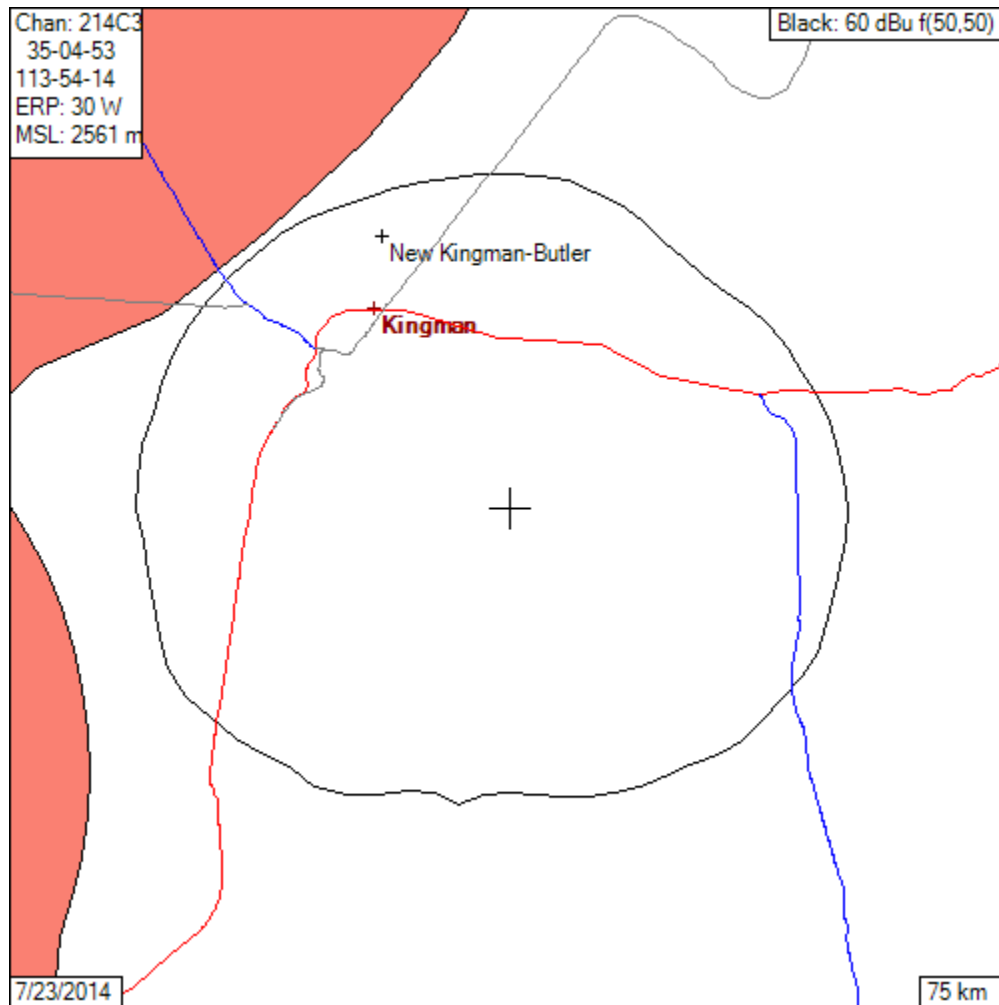 Chan: 214C3
35-04-53
113-54-14
ERP: 30 W
MSL: 2561 m
Black: 60 dBu f(50,50)
New Kingman-Butler
Kingman
7/23/2014
75 km